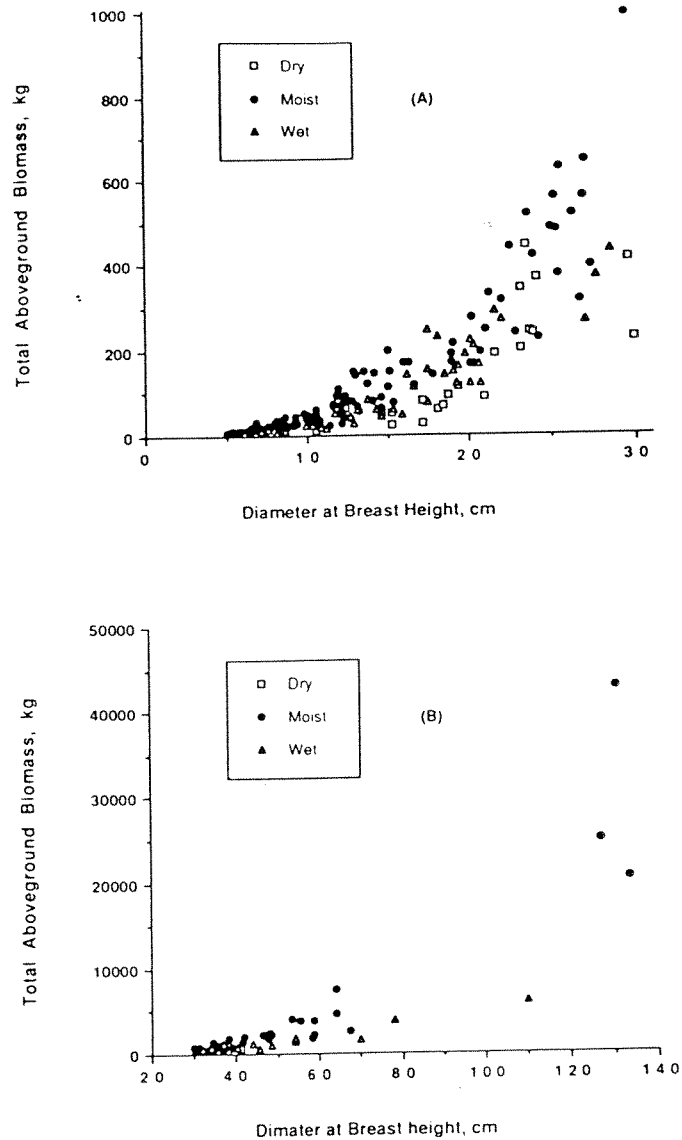 1000
800
600
400
200
0
Total Aboveground Biomass, kg
Dry
Moist
Wet
(A)
0 10 20 30
Diameter at Breast Height, cm
50000
40000
30000
20000
10000
0
Total Aboveground Biomass, kg
Dry
Moist
Wet
(B)
20 40 60 80 100 120 140
Dimater at Breast height, cm